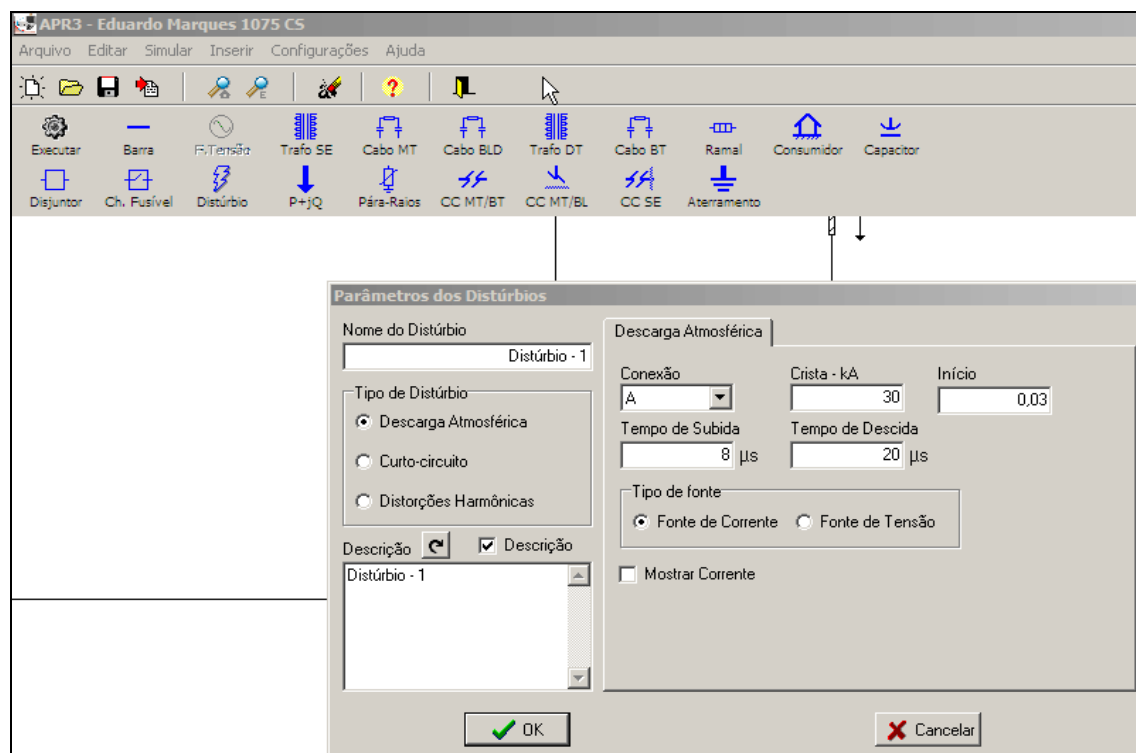 APR3 - Eduardo Marques 1075 CS
Arquivo Editar Simular Inserir Configurações Ajuda
E ?
Executar Barra F.Tensão Trafo SE Cabo MT Cabo BLD Trafo DT Cabo BT Ramal Consumidor Capacitor
Disjuntor Ch. Fusível Distúrbio P+jQ Pára-Raios CC MT/BT CC MT/BL CC SE Aterramento
Parâmetros dos Distúrbios
Nome do Distúrbio
Distúrbio - 1
Tipo de Distúrbio
Descarga Atmosférica
Curto-circuito
Distorções Harmônicas
Descrição Descrição
Distúrbio - 1
Descarga Atmosférica
Conexão Crista - kA Início
A 30 0,03
Tempo de Subida Tempo de Descida
8 µs 20 µs
Tipo de fonte
Fonte de Corrente Fonte de Tensão
Mostrar Corrente
OK Cancelar